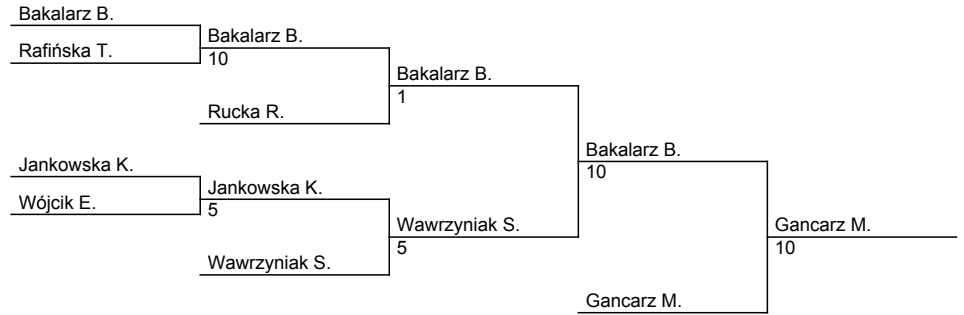 Bakalarz B.
Rafińska T.
Bakalarz B.
10
Bakalarz B.
1
Rucka R.
Bakalarz B.
10
Jankowska K.
Wójcik E.
Jankowska K.
5
Wawrzyniak S.
5
Gancarz M.
10
Wawrzyniak S.
Gancarz M.